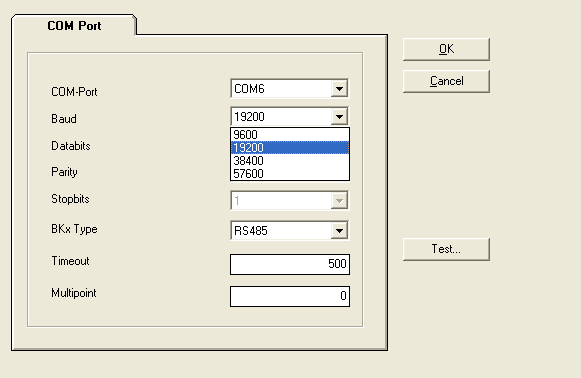 COM Port
OK
Cancel
COM-Port COM6
Baud 19200
9600
Databits 19200
38400
Parity 57600
Stopbits 1
BKx Type RS485
Test...
Timeout 500
Multipoint 0